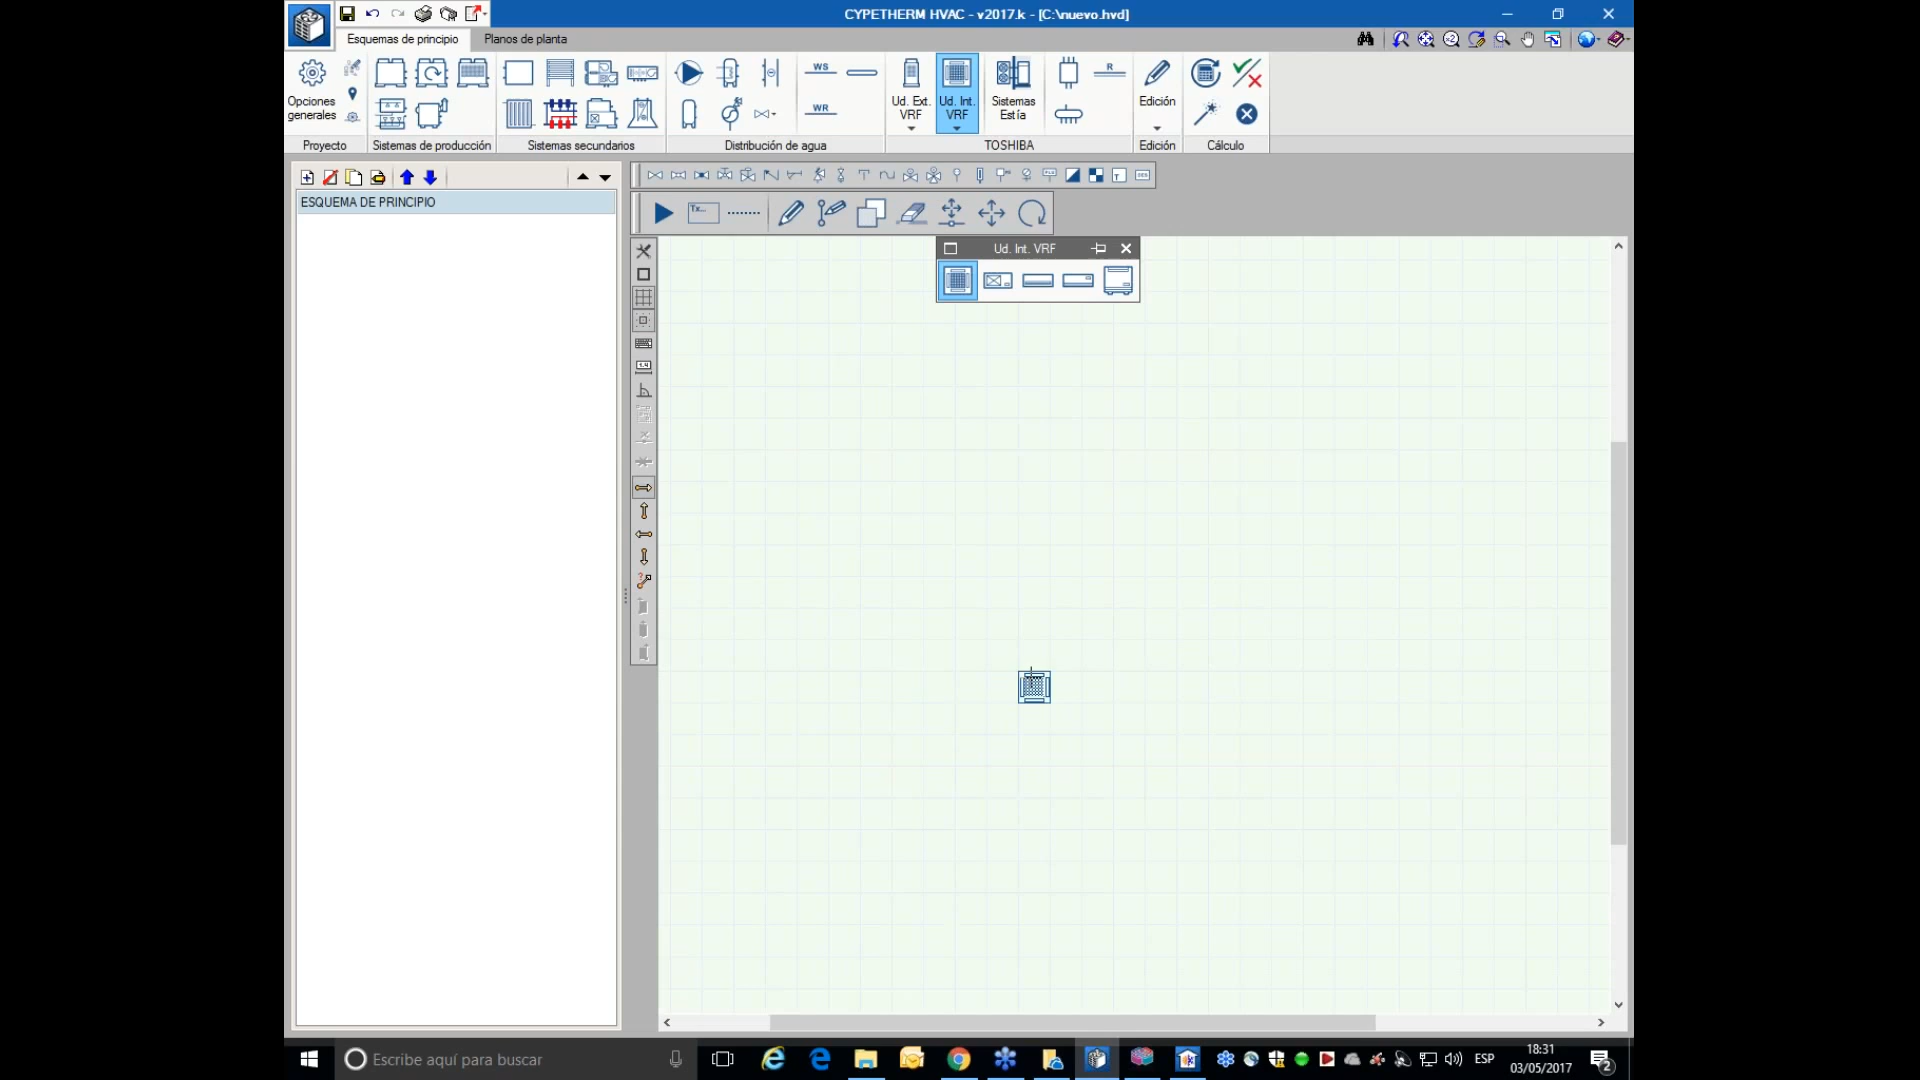 CYPETHERM HVAC - v2017.k - [C:\nuevo.hvd]
Esquemas de principio
Planos de planta
Opciones
generales
WS
WR
Ud. Ext.
VRF
Ud. Int.
VRF
Sistemas
Estía
R
Edición
Proyecto
Sistemas de producción
Sistemas secundarios
Distribución de agua
TOSHIBA
Edición
Cálculo
ESQUEMA DE PRINCIPIO
Ud. Int. VRF
Escribe aquí para buscar
ESP
18:31
03/05/2017
2